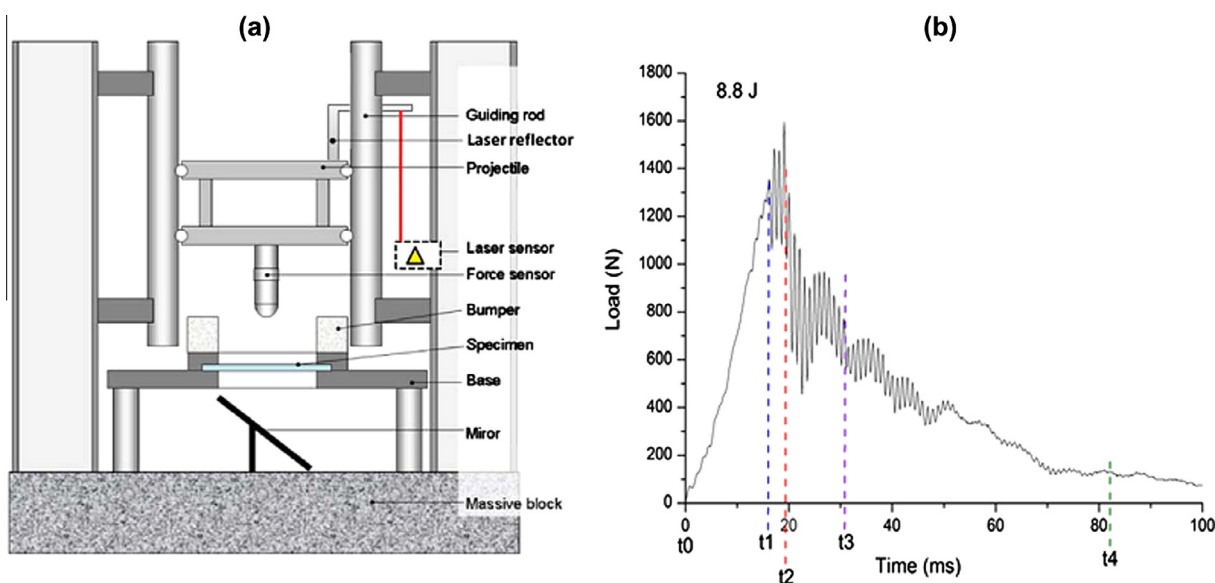 (a)
Guiding rod
Laser reflector
Projectile
Laser sensor
Force sensor
Bumper
Specimen
Base
Miror
Massive block
(b)
8.8 J
Load (N)
1800
1600
1400
1200
1000
800
600
400
200
0
0 20 40 60 80 100
t0 t1 t2 t3 t4
Time (ms)